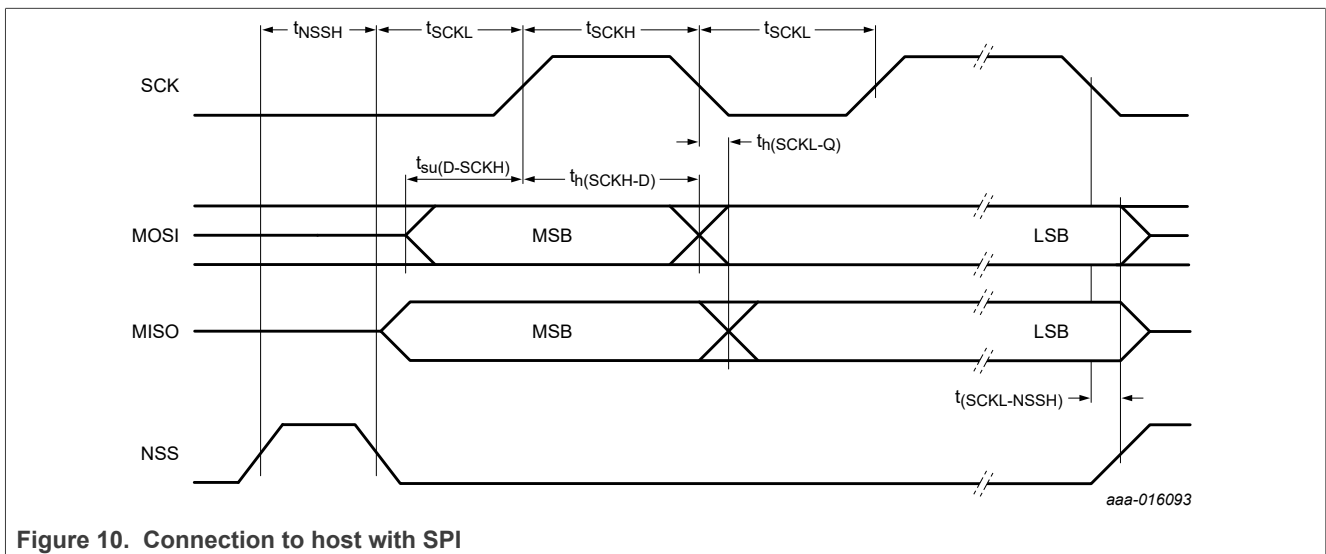 tNSSH tSCKL tSCKH tSCKL
SCK
th(SCKL-Q)
tsu(D-SCKH) th(SCKH-D)
MOSI MSB LSB
MISO MSB LSB
t(SCKL-NSSH)
NSS
aaa-016093
Figure 10. Connection to host with SPI